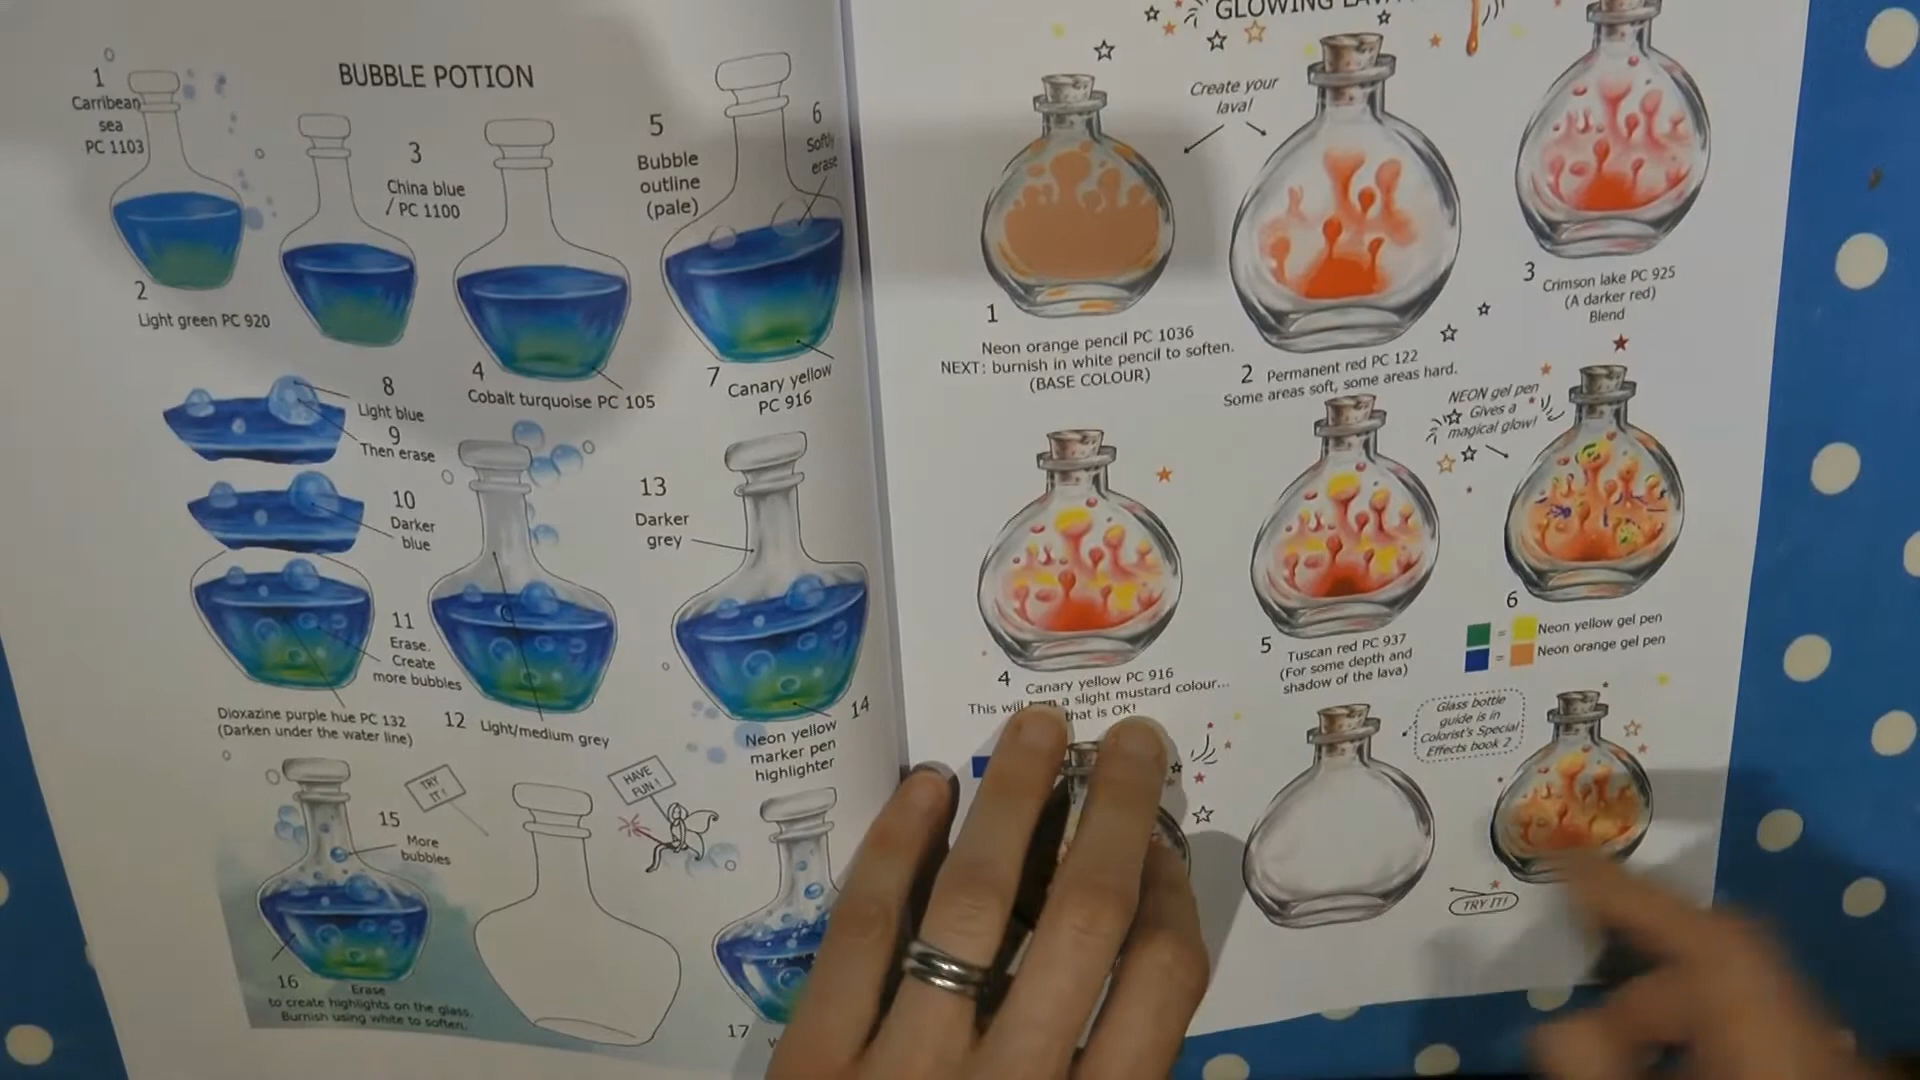 BUBBLE POTION
1
Carribean
sea
PC 1103
2
Light green PC 920
3
China blue
PC 1100
4
Cobalt turquoise PC 105
5
Bubble
outline
(pale)
6
Softly
erase
7
Canary yellow
PC 916
8
Light blue
9
Then erase
10
Darker
blue
11
Erase.
Create
more bubbles
Dioxazine purple hue PC 132
(Darken under the water line)
12
Light/medium grey
13
Darker
grey
14
Neon yellow
marker pen
highlighter
TRY
IT!
HAVE
FUN!
15
More
bubbles
16
Erase
to create highlights on the glass.
Burnish using white to soften.
17
GLOWING
Create your
lava!
1
Neon orange pencil PC 1036
NEXT: burnish in white pencil to soften.
(BASE COLOUR)
2
Permanent red PC 122
Some areas soft, some areas hard.
3
Crimson lake PC 925
(A darker red)
Blend
NEON gel pen
Gives a
magical glow!
4
Canary yellow PC 916
This will a slight mustard colour...
that is OK!
5
Tuscan red PC 937
(For some depth and
shadow of the lava)
6
= Neon yellow gel pen
= Neon orange gel pen
Glass bottle
guide is in
Colorist's Special
Effects book 2
TRY IT!